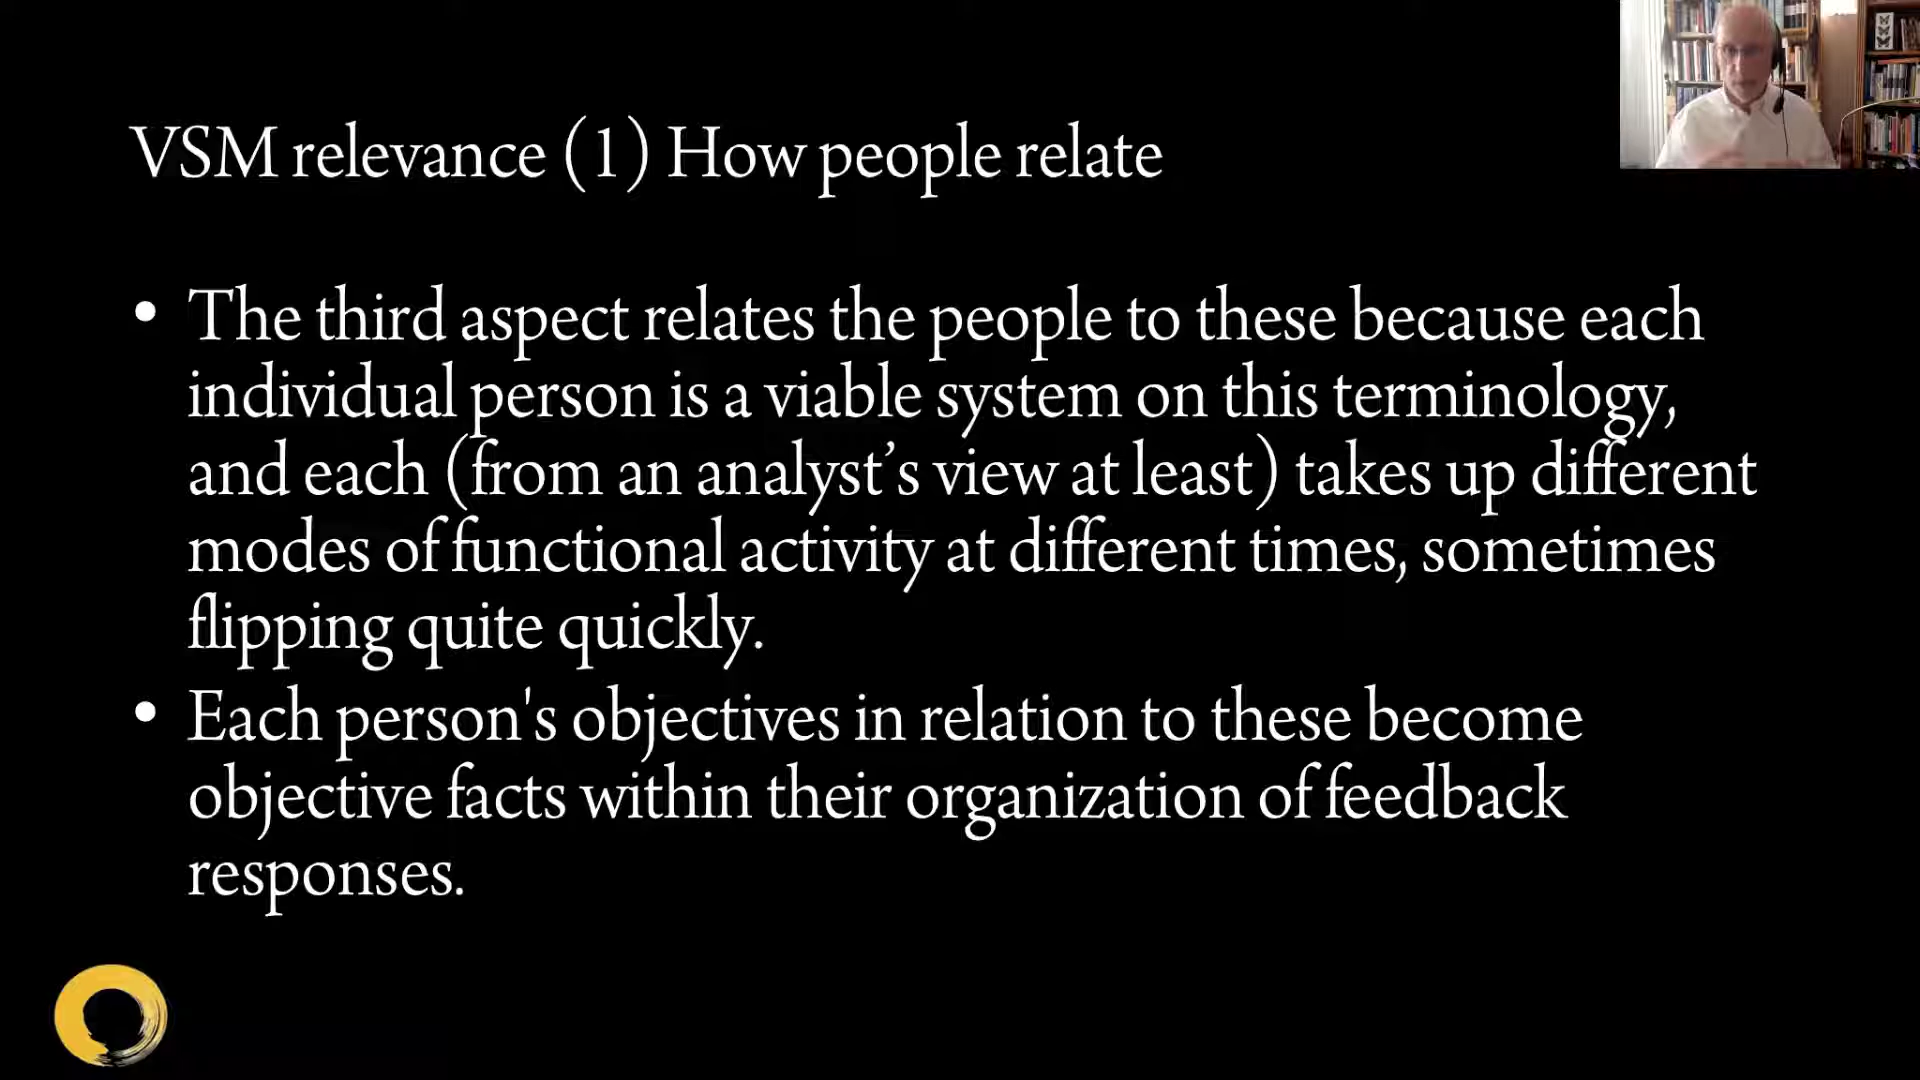 VSM relevance (1) How people relate
• The third aspect relates the people to these because each
individual person is a viable system on this terminology,
and each (from an analyst’s view at least) takes up different
modes of functional activity at different times, sometimes
flipping quite quickly.
• Each person's objectives in relation to these become
objective facts within their organization of feedback
responses.